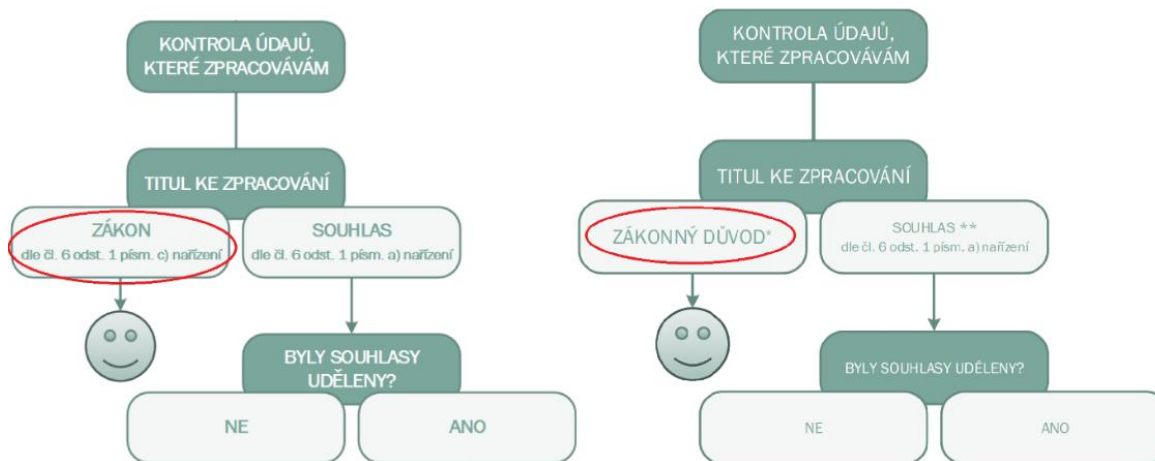 KONTROLA ÚDAJŮ,
KTERÉ ZPRACOVÁVÁM
TITUL KE ZPRACOVÁNÍ
ZÁKON
dle čl. 6 odst. 1 písm. c) nařízení
SOUHLAS
dle čl. 6 odst. 1 písm. a) nařízení
BYLY SOUHLASY
UDĚLENY?
NE
ANO
KONTROLA ÚDAJŮ,
KTERÉ ZPRACOVÁVÁM
TITUL KE ZPRACOVÁNÍ
ZÁKONNÝ DŮVOD*
SOUHLAS **
dle čl. 6 odst. 1 písm. a) nařízení
BYLY SOUHLASY UDĚLENY?
NE
ANO